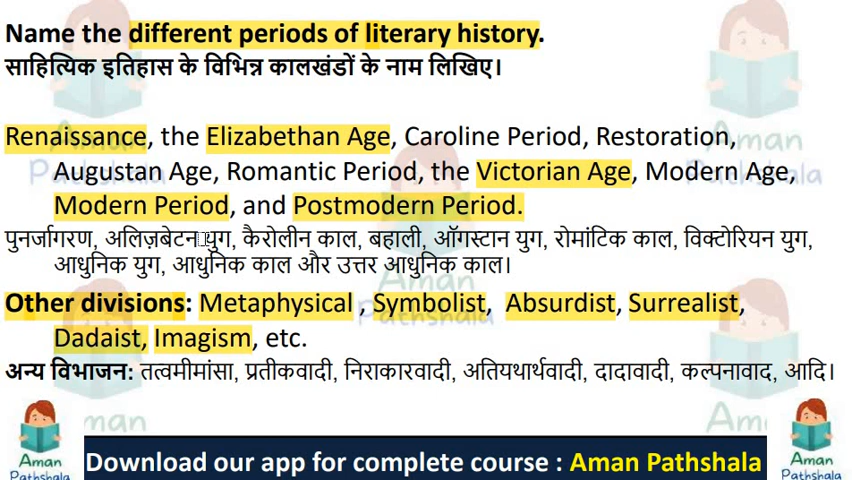 Name the different periods of literary history.
साहित्यिक इतिहास के विभिन्न कालखंडों के नाम लिखिए।
Renaissance, the Elizabethan Age, Caroline Period, Restoration,
Augustan Age, Romantic Period, the Victorian Age, Modern Age,
Modern Period, and Postmodern Period.
पुनर्जागरण, अलिज़बेटन युग, कैरोलीन काल, बहाली, ऑगस्टान युग, रोमांटिक काल, विक्टोरियन युग,
आधुनिक युग, आधुनिक काल और उत्तर आधुनिक काल।
Other divisions: Metaphysical , Symbolist, Absurdist, Surrealist,
Dadaist, Imagism, etc.
अन्य विभाजन: तत्वमीमांसा, प्रतीकवादी, निराकारवादी, अतियथार्थवादी, दादावादी, कल्पनावाद, आदि।
Download our app for complete course : Aman Pathshala
Aman
Pathshala
Aman
Pathshala